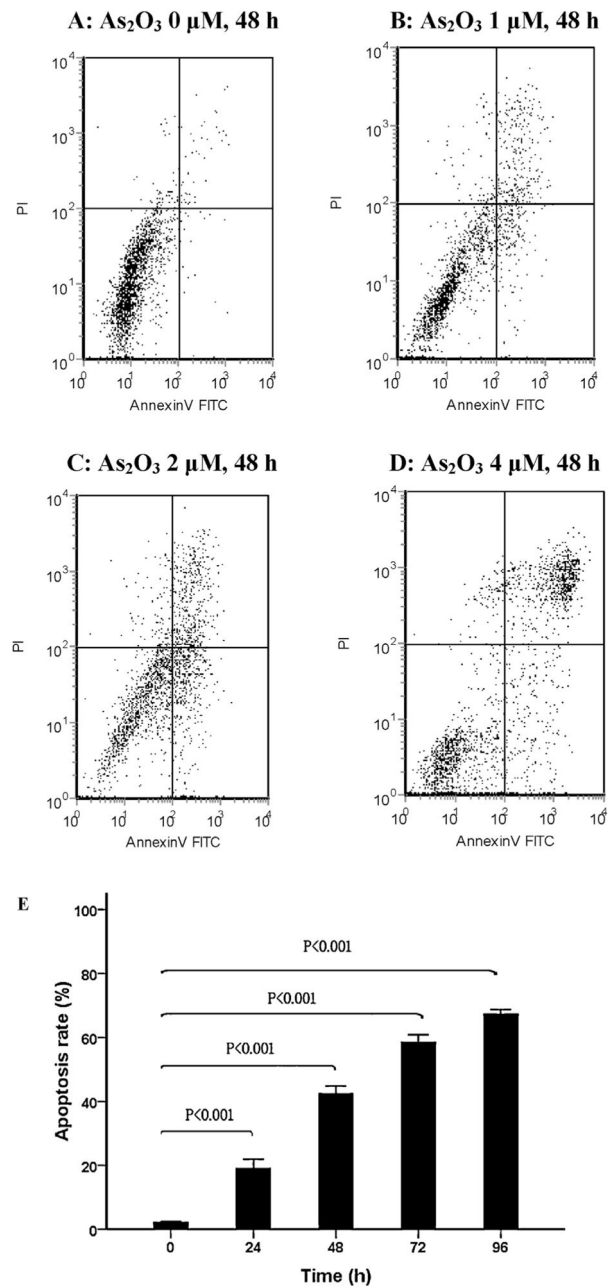 A: As₂O₃ 0 µM, 48 h
B: As₂O₃ 1 µM, 48 h
10⁴
10³
PI
10²
10¹
10⁰
10⁰ 10¹ 10² 10³ 10⁴
AnnexinV FITC
10⁴
10³
PI
10²
10¹
10⁰
10⁰ 10¹ 10² 10³ 10⁴
AnnexinV FITC
C: As₂O₃ 2 µM, 48 h
D: As₂O₃ 4 µM, 48 h
10⁴
10³
PI
10²
10¹
10⁰
10⁰ 10¹ 10² 10³ 10⁴
AnnexinV FITC
10⁴
10³
PI
10²
10¹
10⁰
10⁰ 10¹ 10² 10³ 10⁴
AnnexinV FITC
E
100
80
60
40
20
0
Apoptosis rate (%)
P<0.001
P<0.001
P<0.001
P<0.001
0 24 48 72 96
Time (h)